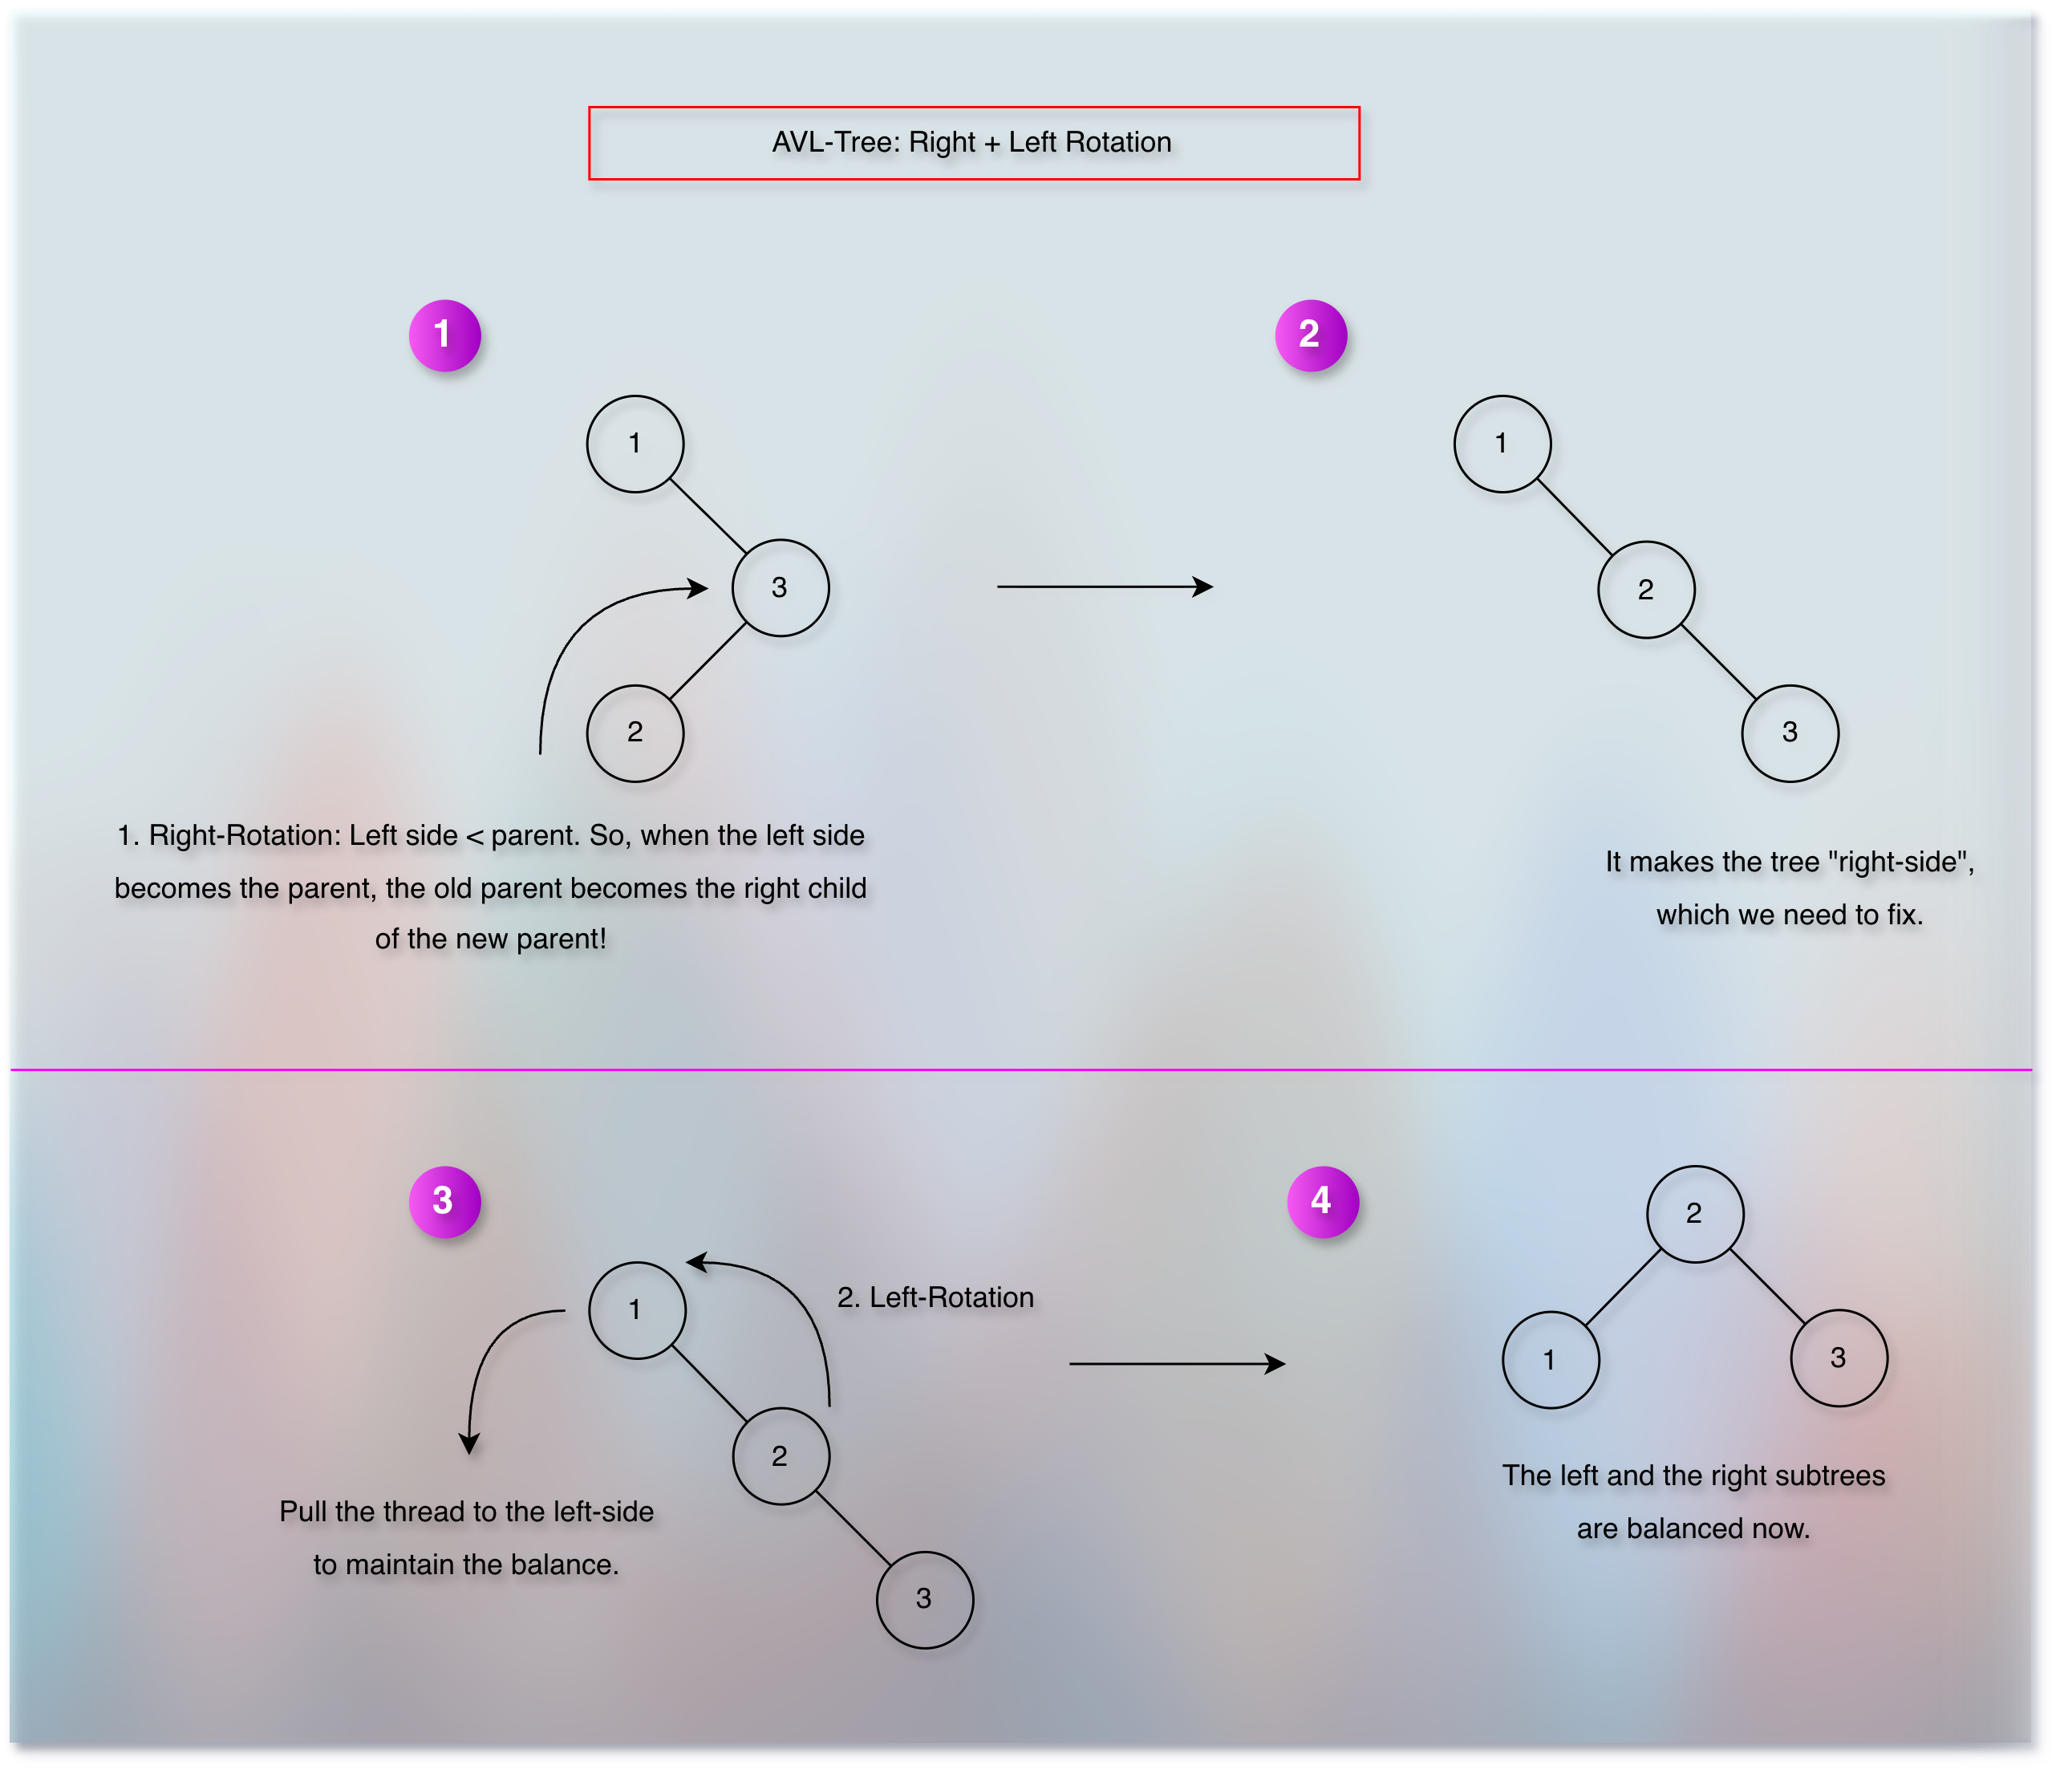 AVL-Tree: Right + Left Rotation
1
2
1
3
2
1
2
3
1. Right-Rotation: Left side < parent. So, when the left side
becomes the parent, the old parent becomes the right child
of the new parent!
It makes the tree "right-side",
which we need to fix.
3
4
1
2
3
2. Left-Rotation
Pull the thread to the left-side
to maintain the balance.
2
1
3
The left and the right subtrees
are balanced now.